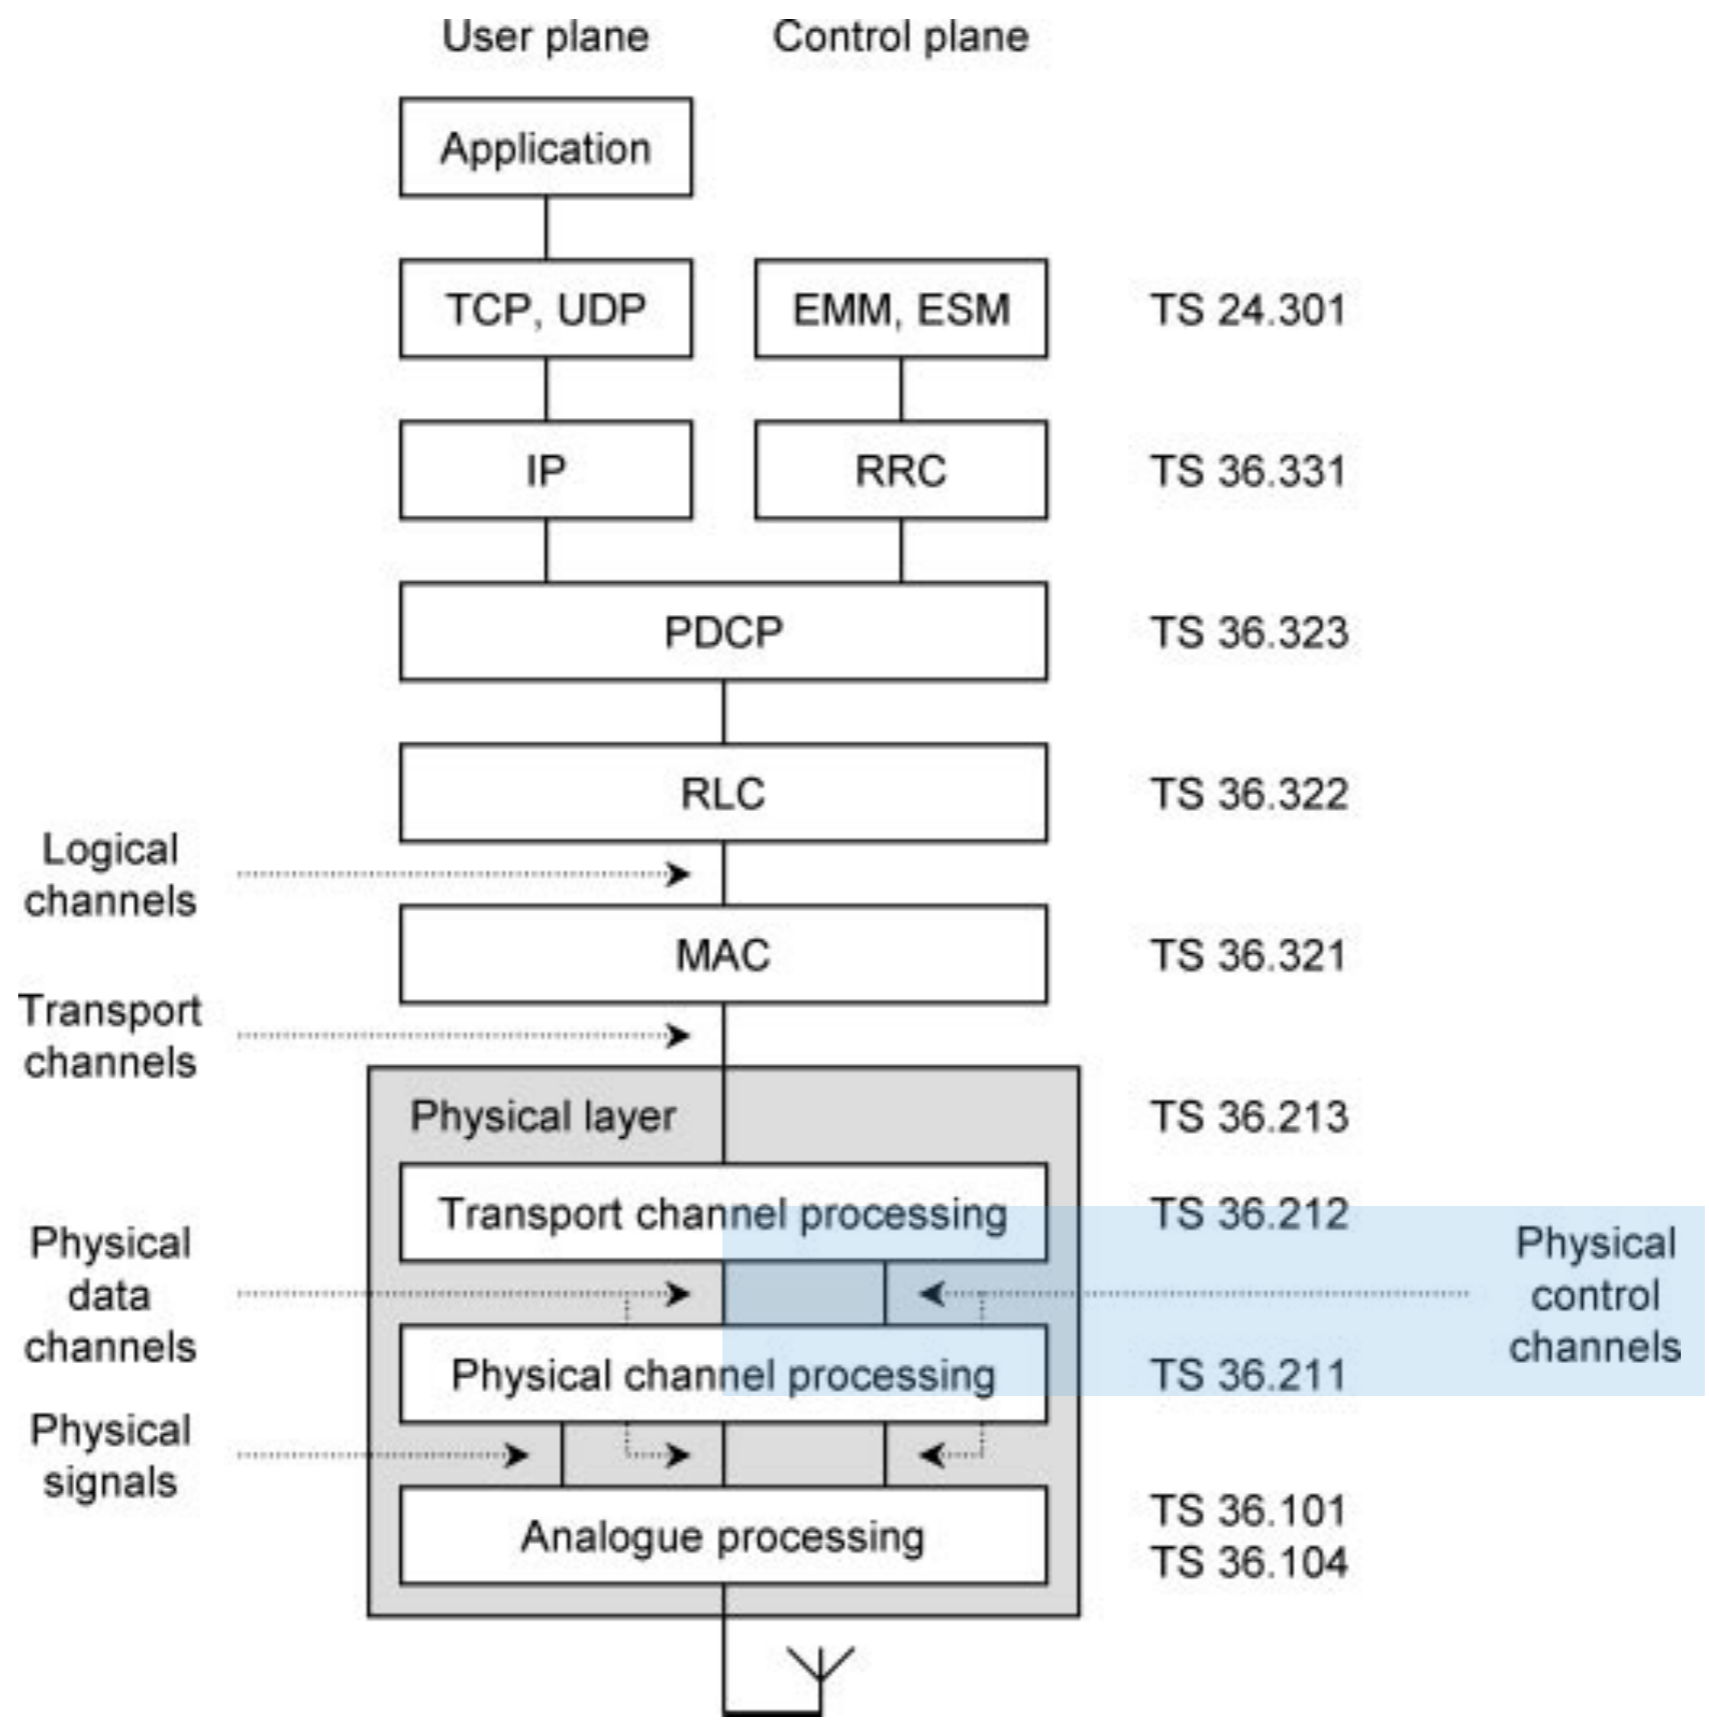 User plane
Control plane
Application
TCP, UDP
EMM, ESM
TS 24.301
IP
RRC
TS 36.331
PDCP
TS 36.323
RLC
TS 36.322
Logical
channels
MAC
TS 36.321
Transport
channels
Physical layer
TS 36.213
Transport channel processing
TS 36.212
Physical
data
channels
Physical
control
channels
Physical channel processing
TS 36.211
Physical
signals
Analogue processing
TS 36.101
TS 36.104